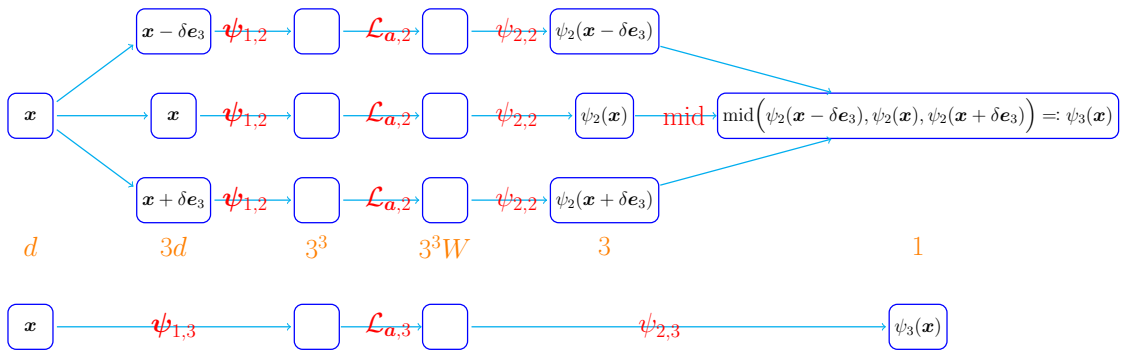 𝒙 − δ𝒆₃ 𝝍₁,₂ 𝓛ₐ,₂ ψ₂,₂ ψ₂(𝒙 − δ𝒆₃)
𝒙 𝒙 𝝍₁,₂ 𝓛ₐ,₂ ψ₂,₂ ψ₂(𝒙) mid mid(ψ₂(𝒙 − δ𝒆₃), ψ₂(𝒙), ψ₂(𝒙 + δ𝒆₃)) =: ψ₃(𝒙)
𝒙 + δ𝒆₃ 𝝍₁,₂ 𝓛ₐ,₂ ψ₂,₂ ψ₂(𝒙 + δ𝒆₃)
d 3d 3³ 3³W 3 1
𝒙 𝝍₁,₃ 𝓛ₐ,₃ ψ₂,₃ ψ₃(𝒙)